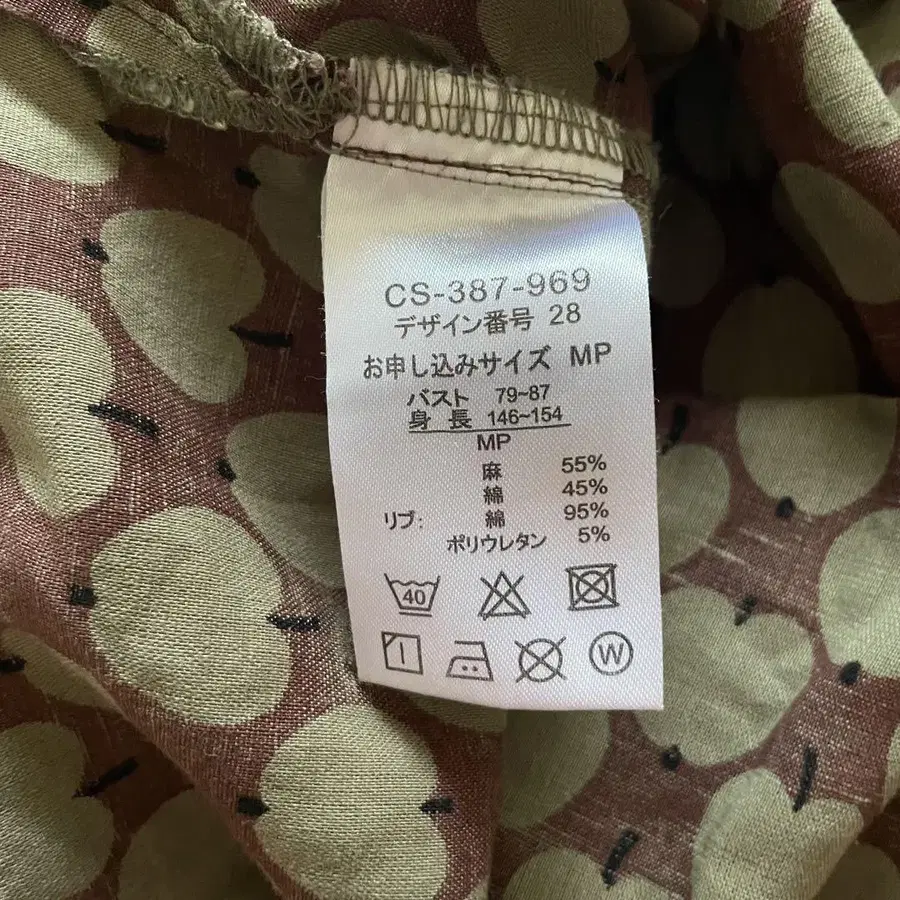 CS-387-969
デザイン番号 28
お申し込みサイズ MP
バスト 79~87
身 長 146~154
MP
麻 55%
綿 45%
リブ: 綿 95%
ポリウレタン 5%
40
W